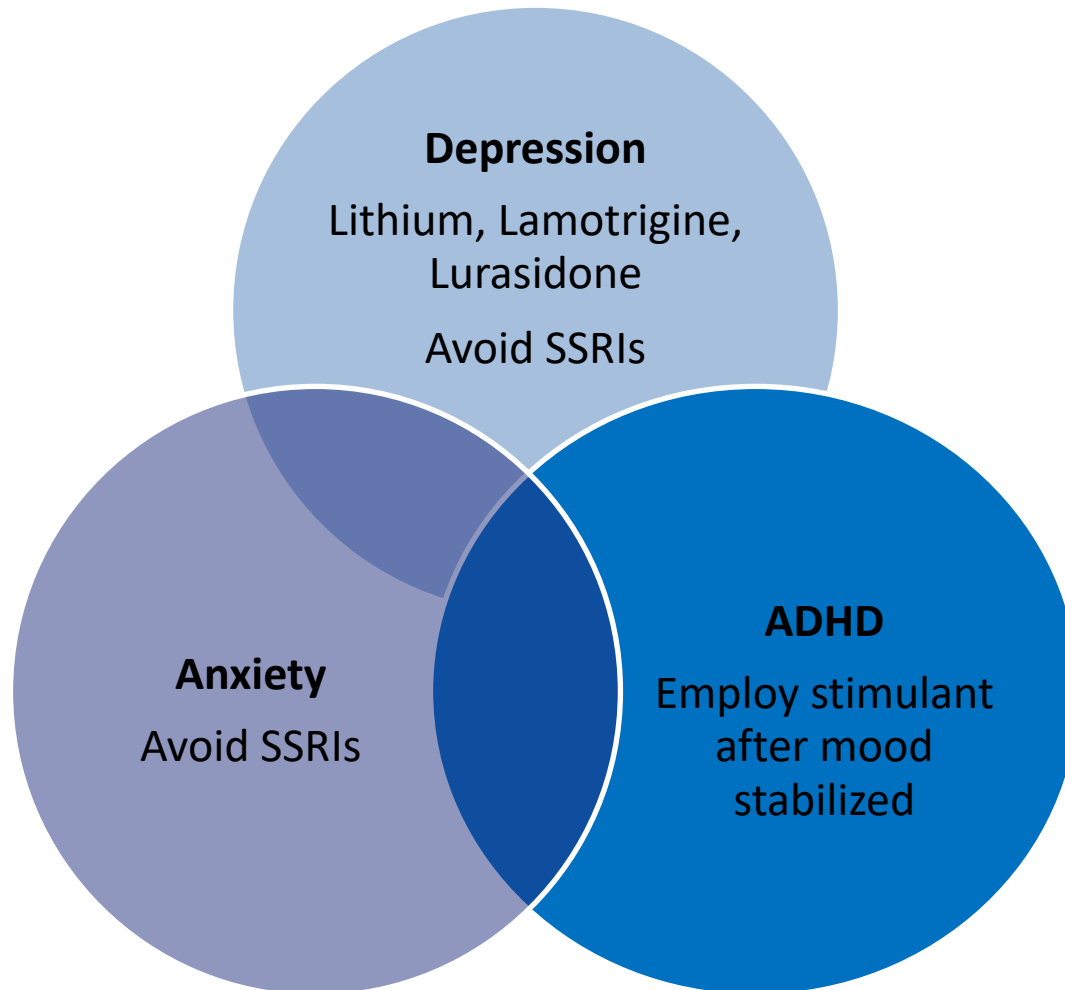 Depression
Lithium, Lamotrigine,
Lurasidone
Avoid SSRIs
Anxiety
Avoid SSRIs
ADHD
Employ stimulant
after mood
stabilized